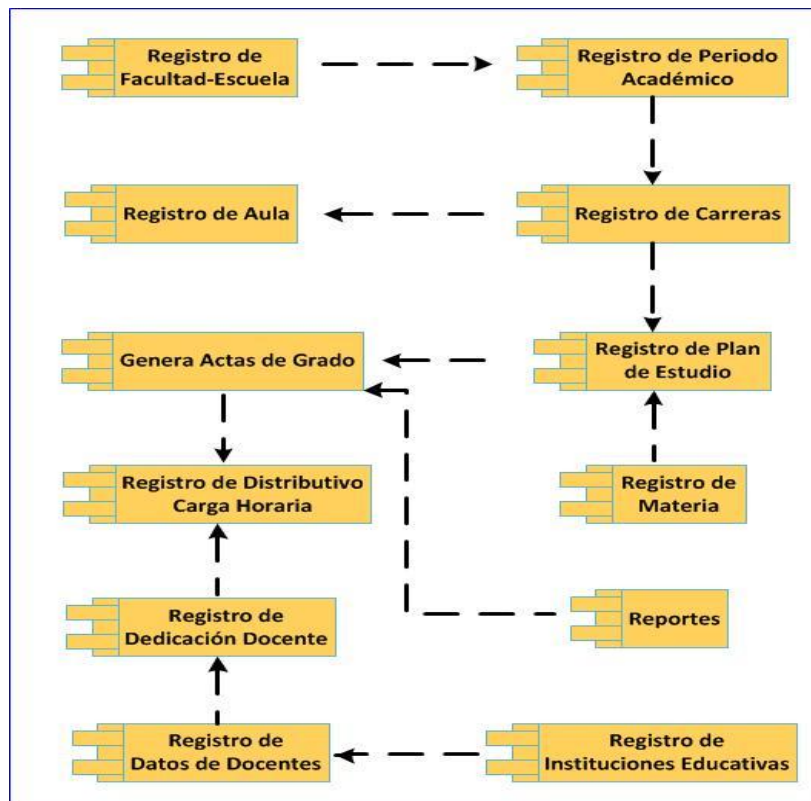 Registro de
Facultad-Escuela
Registro de Periodo
Académico
Registro de Aula
Registro de Carreras
Genera Actas de Grado
Registro de Plan
de Estudio
Registro de Distributivo
Carga Horaria
Registro de
Materia
Registro de
Dedicación Docente
Reportes
Registro de
Datos de Docentes
Registro de
Instituciones Educativas